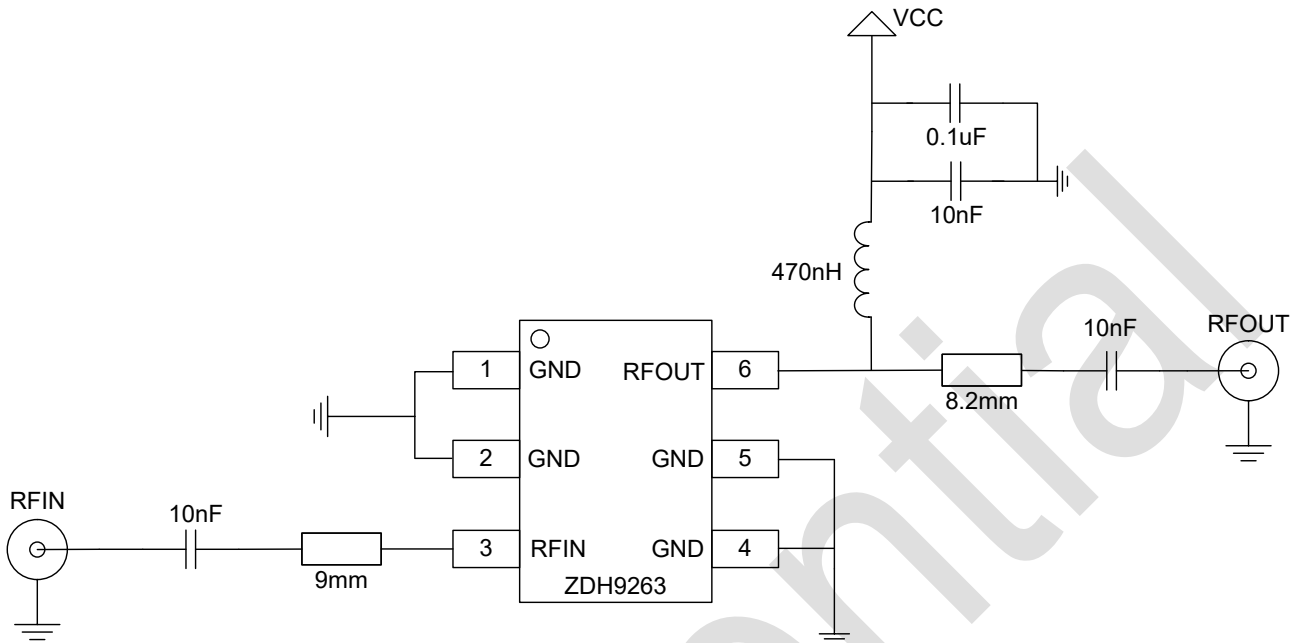 VCC
0.1uF
10nF
470nH
10nF
RFOUT
8.2mm
1 GND RFOUT 6
2 GND GND 5
3 RFIN GND 4
ZDH9263
RFIN
10nF
9mm
ntial